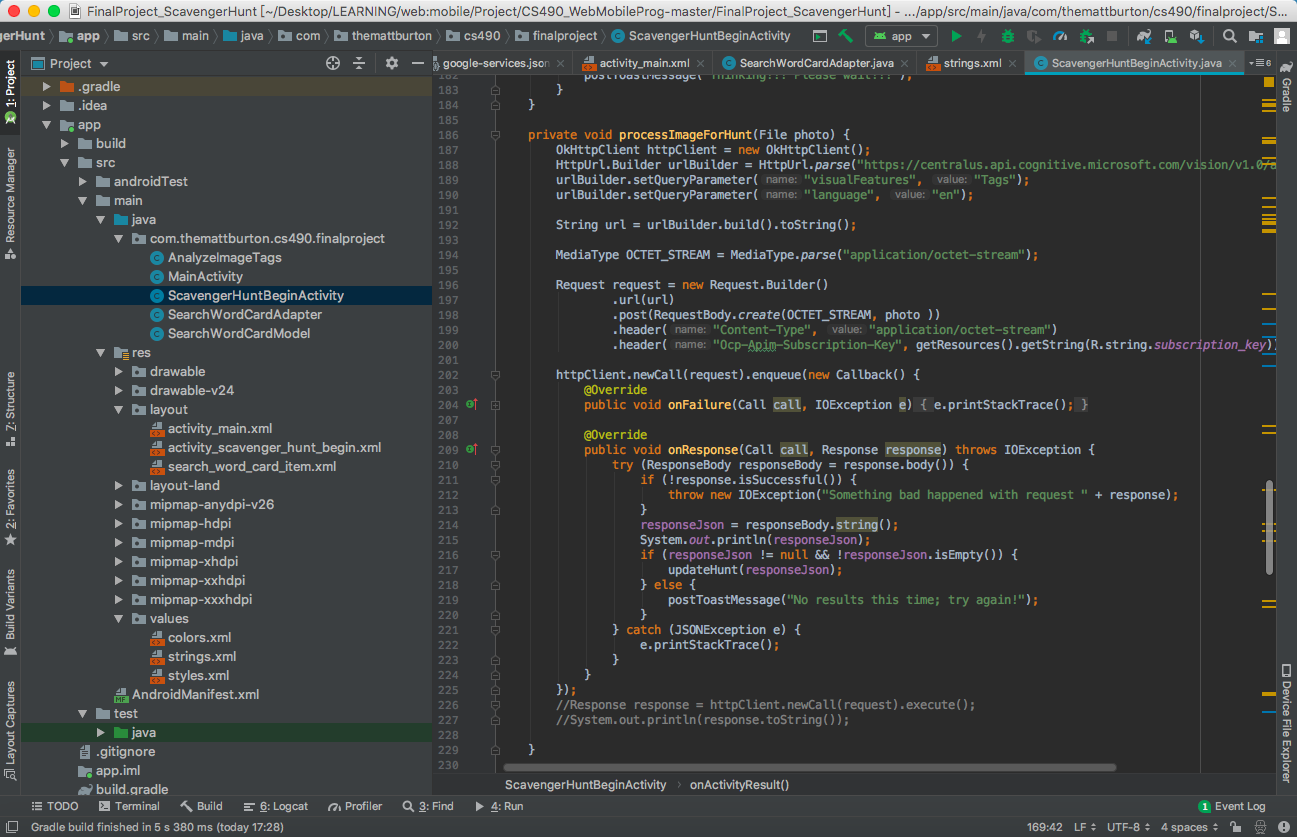 FinalProject_ScavengerHunt [~/Desktop/LEARNING/web:mobile/Project/CS490_WebMobileProg-master/FinalProject_ScavengerHunt] - .../app/src/main/java/com/themattburton/cs490/finalproject/S...
gerHunt app src main java com themattburton cs490 finalproject ScavengerHuntBeginActivity app
Project
google-services.json activity_main.xml SearchWordCardAdapter.java strings.xml ScavengerHuntBeginActivity.java 6
1: Project
Resource Manager
Z: Structure
2: Favorites
Build Variants
Layout Captures
.gradle
.idea
app
build
src
androidTest
main
java
com.themattburton.cs490.finalproject
AnalyzeImageTags
MainActivity
ScavengerHuntBeginActivity
SearchWordCardAdapter
SearchWordCardModel
res
drawable
drawable-v24
layout
activity_main.xml
activity_scavenger_hunt_begin.xml
search_word_card_item.xml
layout-land
mipmap-anydpi-v26
mipmap-hdpi
mipmap-mdpi
mipmap-xhdpi
mipmap-xxhdpi
mipmap-xxxhdpi
values
colors.xml
strings.xml
styles.xml
AndroidManifest.xml
test
java
.gitignore
app.iml
build.gradle
182 postToastMessage("Thinking!!! Please wait!!!");
183 }
184 }
185
186 private void processImageForHunt(File photo) {
187 OkHttpClient httpClient = new OkHttpClient();
188 HttpUrl.Builder urlBuilder = HttpUrl.parse("https://centralus.api.cognitive.microsoft.com/vision/v1.0/a
189 urlBuilder.setQueryParameter( name: "visualFeatures", value: "Tags");
190 urlBuilder.setQueryParameter( name: "language", value: "en");
191
192 String url = urlBuilder.build().toString();
193
194 MediaType OCTET_STREAM = MediaType.parse("application/octet-stream");
195
196 Request request = new Request.Builder()
197 .url(url)
198 .post(RequestBody.create(OCTET_STREAM, photo ))
199 .header( name: "Content-Type", value: "application/octet-stream")
200 .header( name: "Ocp-Apim-Subscription-Key", getResources().getString(R.string.subscription_key))
201
202 httpClient.newCall(request).enqueue(new Callback() {
203 @Override
204 public void onFailure(Call call, IOException e) { e.printStackTrace(); }
207
208 @Override
209 public void onResponse(Call call, Response response) throws IOException {
210 try (ResponseBody responseBody = response.body()) {
211 if (!response.isSuccessful()) {
212 throw new IOException("Something bad happened with request " + response);
213 }
214 responseJson = responseBody.string();
215 System.out.println(responseJson);
216 if (responseJson != null && !responseJson.isEmpty()) {
217 updateHunt(responseJson);
218 } else {
219 postToastMessage("No results this time; try again!");
220 }
221 } catch (JSONException e) {
222 e.printStackTrace();
223 }
224 }
225 });
226 //Response response = httpClient.newCall(request).execute();
227 //System.out.println(response.toString());
228
229 }
230
Gradle
Device File Explorer
ScavengerHuntBeginActivity › onActivityResult()
TODO Terminal Build 6: Logcat Profiler 3: Find 4: Run 1 Event Log
Gradle build finished in 5 s 380 ms (today 17:28) 169:42 LF UTF-8 4 spaces